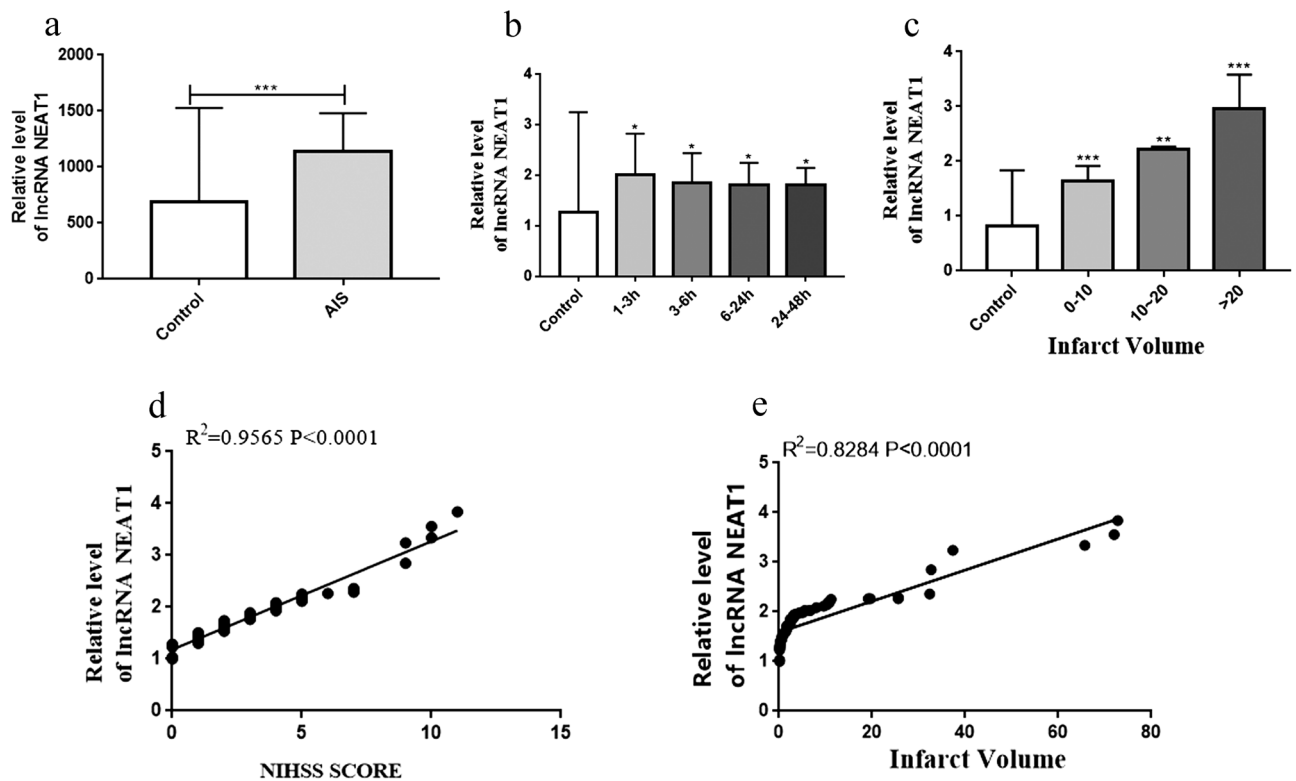 a
Relative level
of lncRNA NEAT1
2000
1500
1000
500
0
***
Control
AIS
b
Relative level
of lncRNA NEAT1
4
3
2
1
0
*
*
*
*
Control
1-3h
3-6h
6-24h
24-48h
c
Relative level
of lncRNA NEAT1
4
3
2
1
0
***
**
***
Control
0-10
10~20
>20
Infarct Volume
d
R²=0.9565 P<0.0001
Relative level
of lncRNA NEAT1
5
4
3
2
1
0
0
5
10
15
NIHSS SCORE
e
R²=0.8284 P<0.0001
Relative level
of lncRNA NEAT1
5
4
3
2
1
0
0
20
40
60
80
Infarct Volume